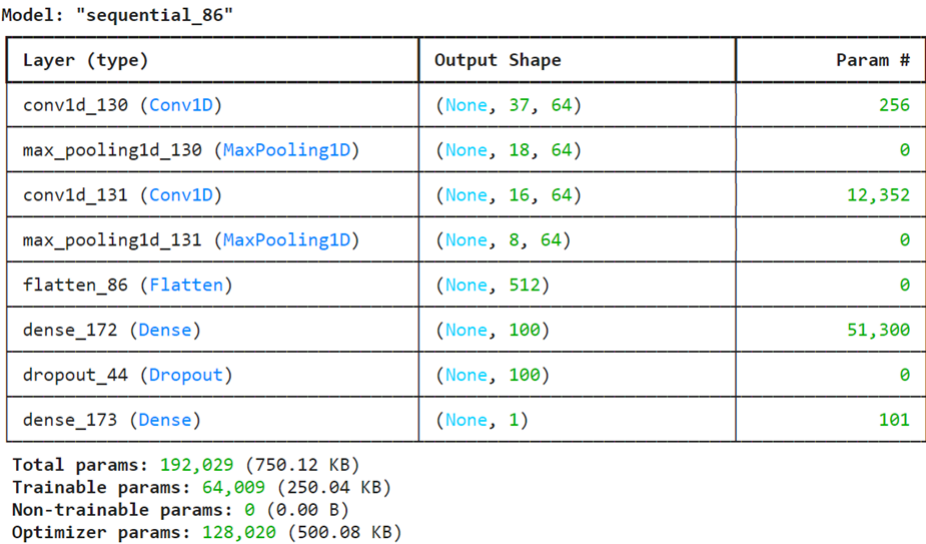 Model: "sequential_86"
Layer (type) Output Shape Param #
conv1d_130 (Conv1D) (None, 37, 64) 256
max_pooling1d_130 (MaxPooling1D) (None, 18, 64) 0
conv1d_131 (Conv1D) (None, 16, 64) 12,352
max_pooling1d_131 (MaxPooling1D) (None, 8, 64) 0
flatten_86 (Flatten) (None, 512) 0
dense_172 (Dense) (None, 100) 51,300
dropout_44 (Dropout) (None, 100) 0
dense_173 (Dense) (None, 1) 101
Total params: 192,029 (750.12 KB)
Trainable params: 64,009 (250.04 KB)
Non-trainable params: 0 (0.00 B)
Optimizer params: 128,020 (500.08 KB)